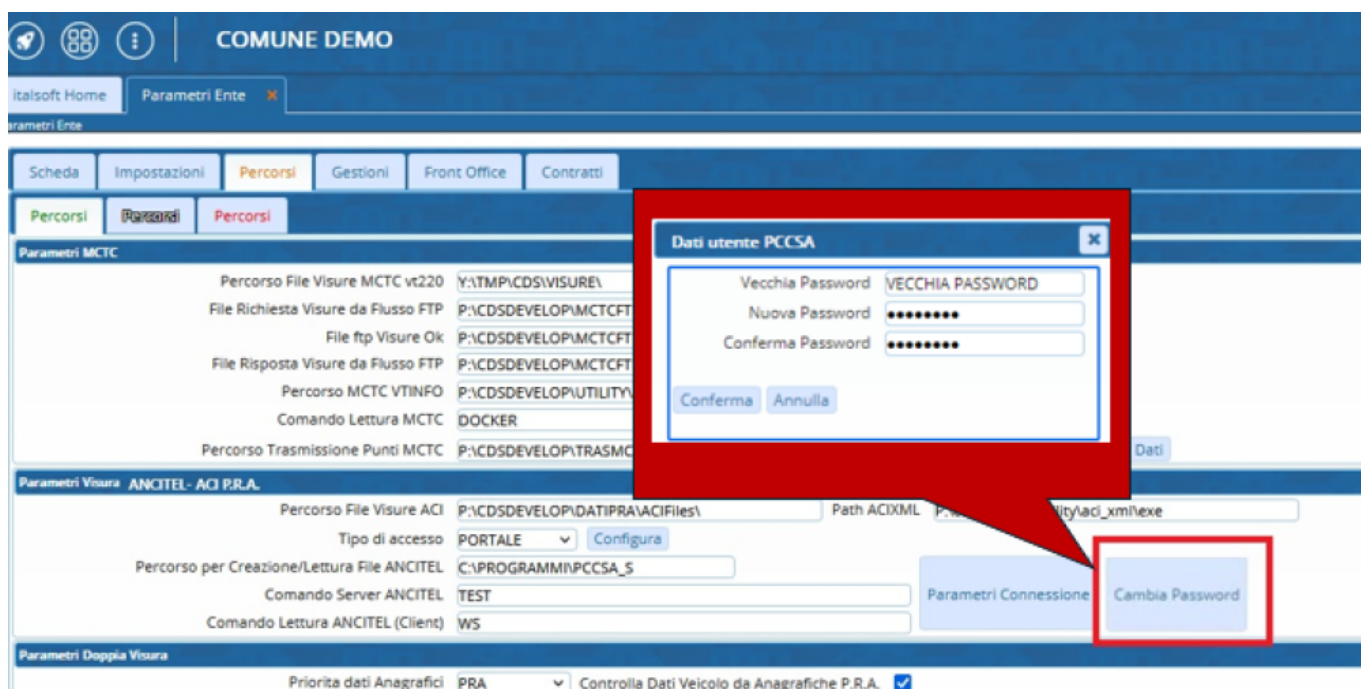 COMUNE DEMO
italsoft Home Parametri Ente ×
arametri Ente
Scheda Impostazioni Percorsi Gestioni Front Office Contratti
Percorsi Percorsi Percorsi
Parametri MCTC
Percorso File Visure MCTC vt220 Y:\TMP\CDS\VISURE\
File Richiesta Visure da Flusso FTP P:\CDSDEVELOP\MCTCFT
File ftp Visure Ok P:\CDSDEVELOP\MCTCFT
File Risposta Visure da Flusso FTP P:\CDSDEVELOP\MCTCFT
Percorso MCTC VTINFO P:\CDSDEVELOP\UTILITY\
Comando Lettura MCTC DOCKER
Percorso Trasmissione Punti MCTC P:\CDSDEVELOP\TRASMC Dati
Dati utente PCCSA ×
Vecchia Password VECCHIA PASSWORD
Nuova Password ••••••••
Conferma Password ••••••••
Conferma Annulla
Parametri Visura ANCITEL- ACI P.R.A.
Percorso File Visure ACI P:\CDSDEVELOP\DATIPRA\ACIFiles\ Path ACIXML lity\aci_xml\exe
Tipo di accesso PORTALE Configura
Percorso per Creazione/Lettura File ANCITEL C:\PROGRAMMI\PCCSA_S
Comando Server ANCITEL TEST Parametri Connessione Cambia Password
Comando Lettura ANCITEL (Client) WS
Parametri Doppia Visura
Priorita dati Anagrafici PRA Controlla Dati Veicolo da Anagrafiche P.R.A.